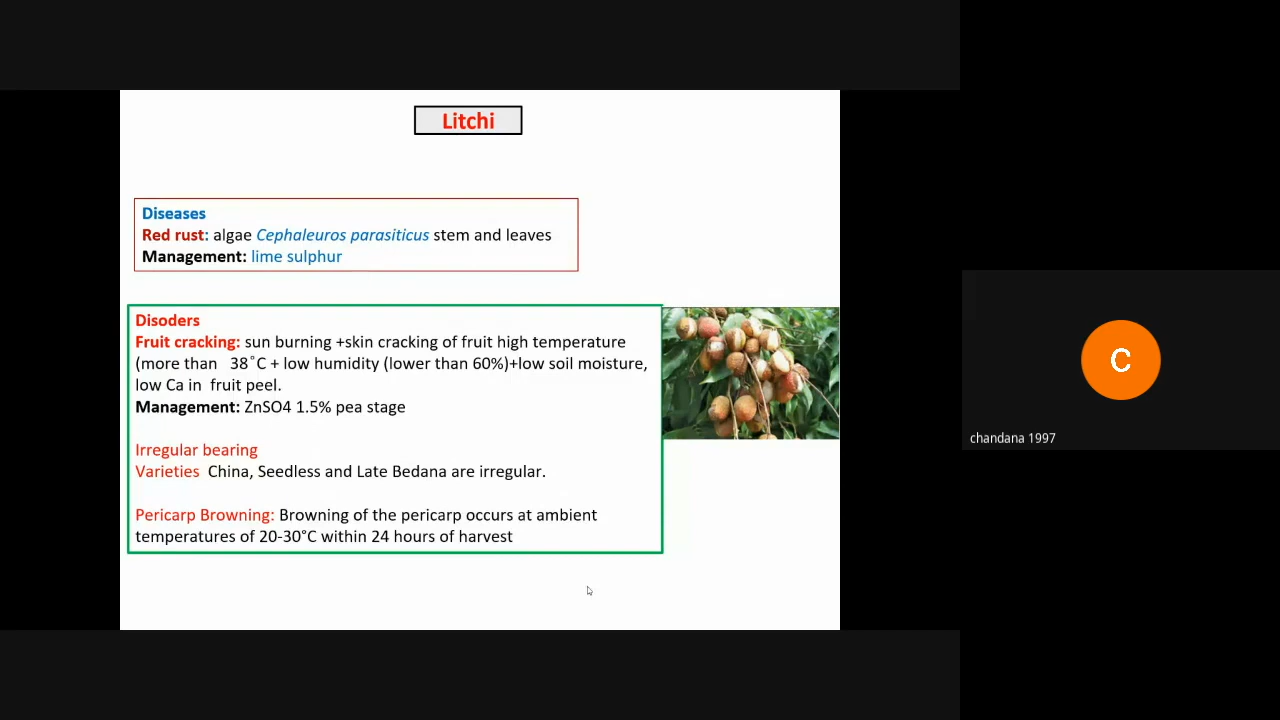 Litchi
Diseases
Red rust: algae Cephaleuros parasiticus stem and leaves
Management: lime sulphur
Disoders
Fruit cracking: sun burning +skin cracking of fruit high temperature
(more than 38˚C + low humidity (lower than 60%)+low soil moisture,
low Ca in fruit peel.
Management: ZnSO4 1.5% pea stage
Irregular bearing
Varieties China, Seedless and Late Bedana are irregular.
Pericarp Browning: Browning of the pericarp occurs at ambient
temperatures of 20-30°C within 24 hours of harvest
C
chandana 1997